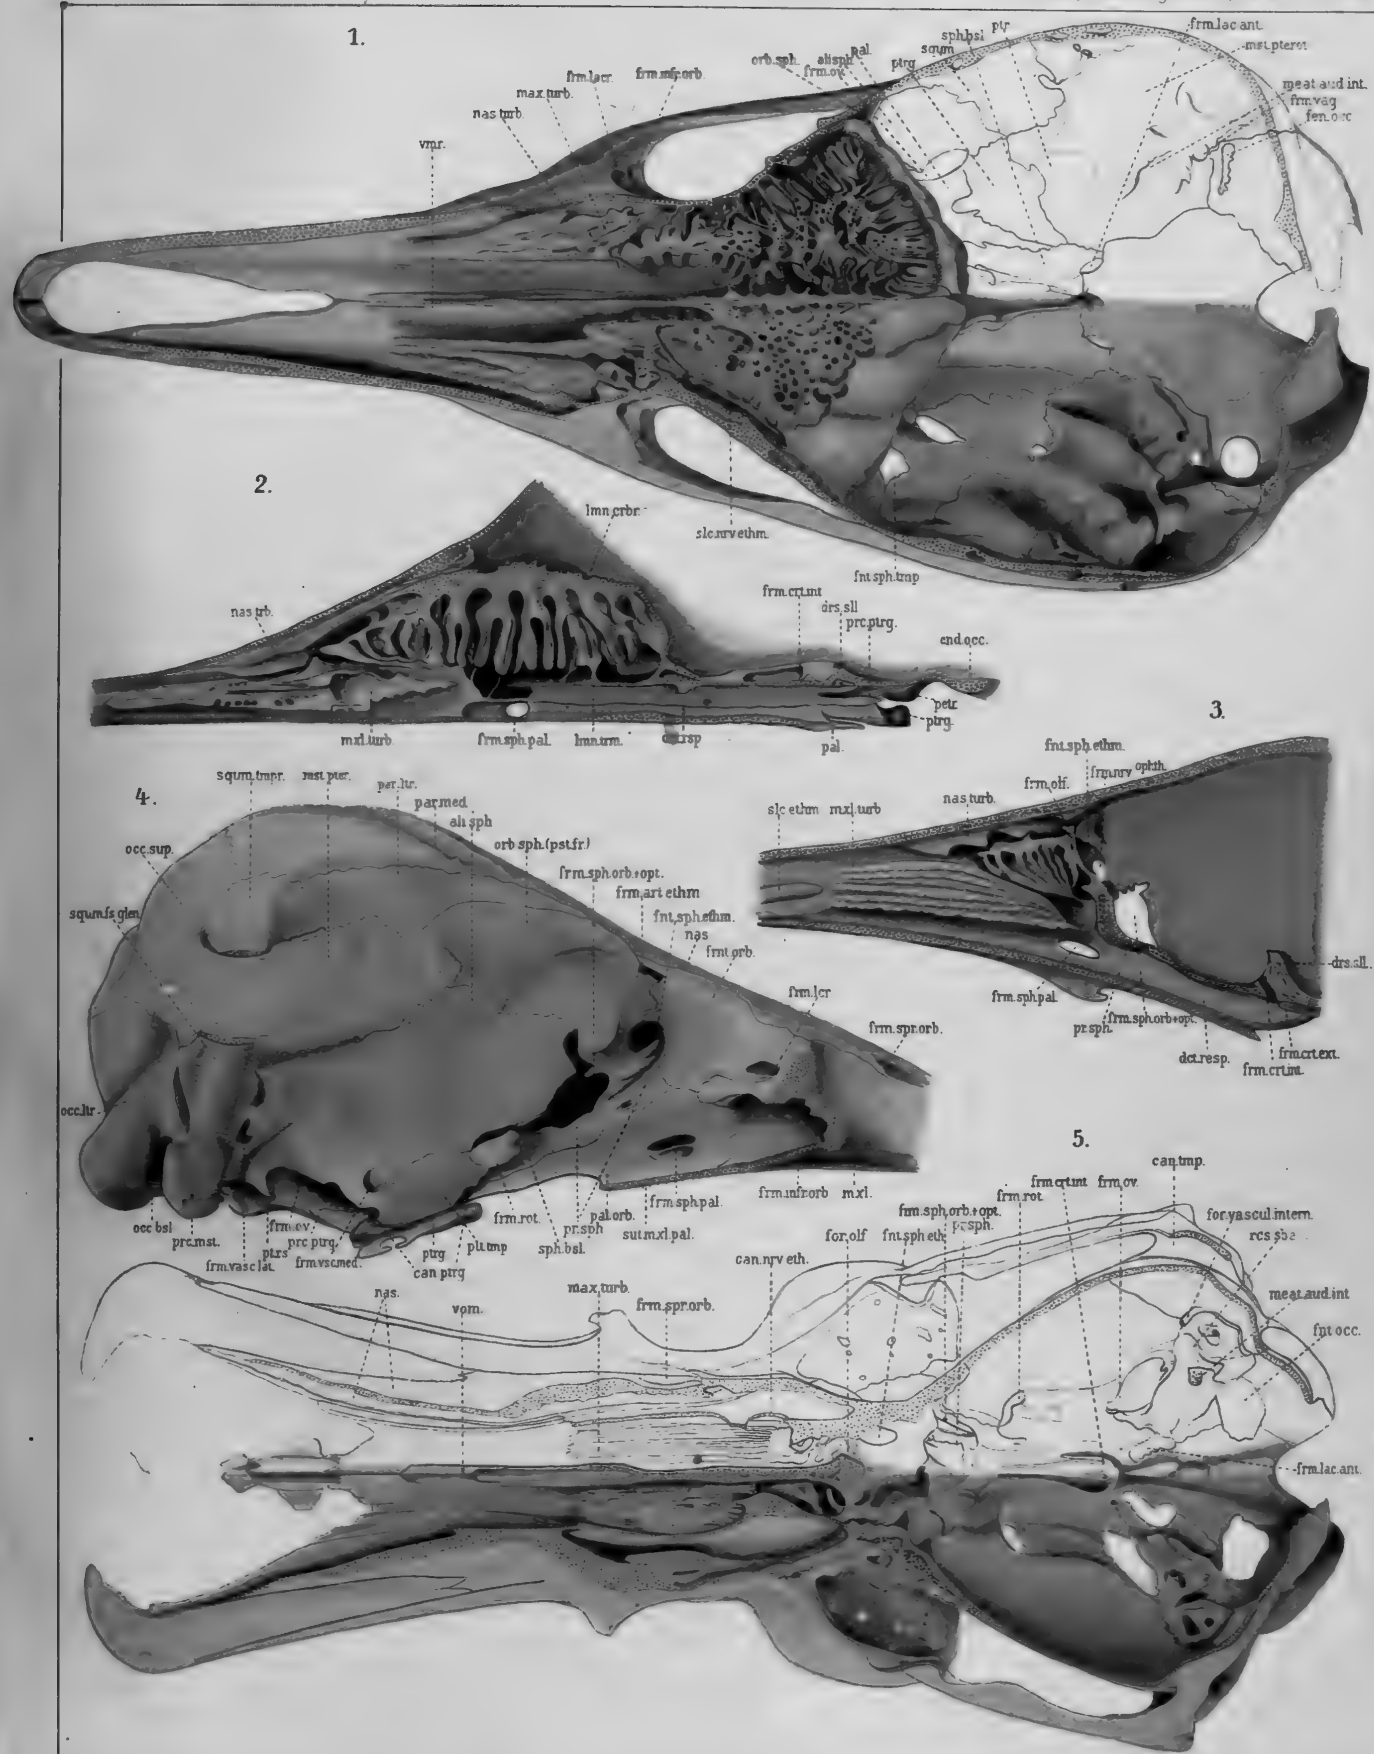 1.
vmr.
nas turb.
max.turb.
frm.lacr.
frm.infr.orb.
orb.sph.
frm.ov.
alisph
pal.
ptrg
squm
sph.bsl
ptr
frm.lac ant.
mst.pterot
meat aud int.
frm.vag
slc.nrv ethm.
fnt.sph.tmp
2.
nas.trb.
lmn.crbr.
frm.crt.int
drs.sll
prc.ptrg.
end.occ.
petr.
ptrg.
mxl.turb.
frm.sph.pal.
lmn.trm.
pal.
3.
slc ethm
mxl.turb
nas.turb.
frm.olf.
fnt.sph.ethm.
frm.nrv ophth.
drs.sll.
frm.sph.pal.
pr.sph.
frm.sph.orb+opt.
dct.resp.
frm.crt.int.
frm.crt.ext.
4.
squm.tmpr.
mst.pter.
par.ltr.
par.med
ali sph
orb sph.(pst.fr.)
frm.sph.orb.+opt.
frm.art ethm
fnt.sph.ethm.
nas
frnt orb.
frm.lcr
frm.spr.orb.
occ.sup.
squm.fs glen.
occ.ltr.
occ bsl
prc.mst.
frm.vasc lat.
pt.rs
frm.ov.
prc ptrg.
frm.vsc.med.
can ptrg
ptrg
plt.tmp
frm.rot.
sph.bsl.
pr.sph
pal.orb.
sut.mxl.pal.
frm.sph.pal.
frm.infr.orb
mxl.
5.
nas.
vom.
max.turb.
frm.spr.orb.
can.nrv eth.
for.olf
fnt.sph eth.
frm.sph.orb.+opt.
pr.sph.
frm.rot.
frm.crt.int
frm.ov.
can.tmp.
for.vascul.intern.
meat.aud.int
fnt occ.
frm.lac.ant.